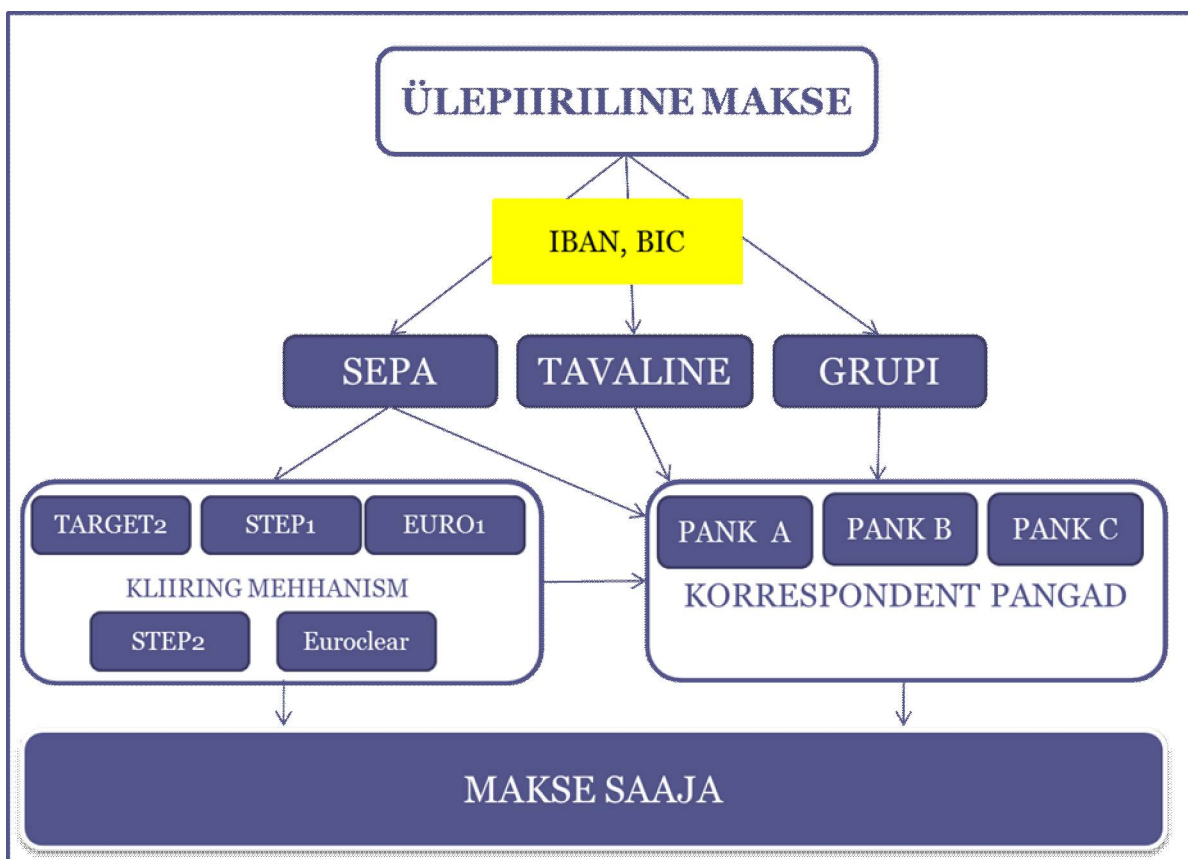 ÜLEPIIRILINE MAKSE
IBAN, BIC
SEPA
TAVALINE
GRUPI
TARGET2
STEP1
EURO1
KLIIRING MEHHANISM
STEP2
Euroclear
PANK A
PANK B
PANK C
KORRESPONDENT PANGAD
MAKSE SAAJA